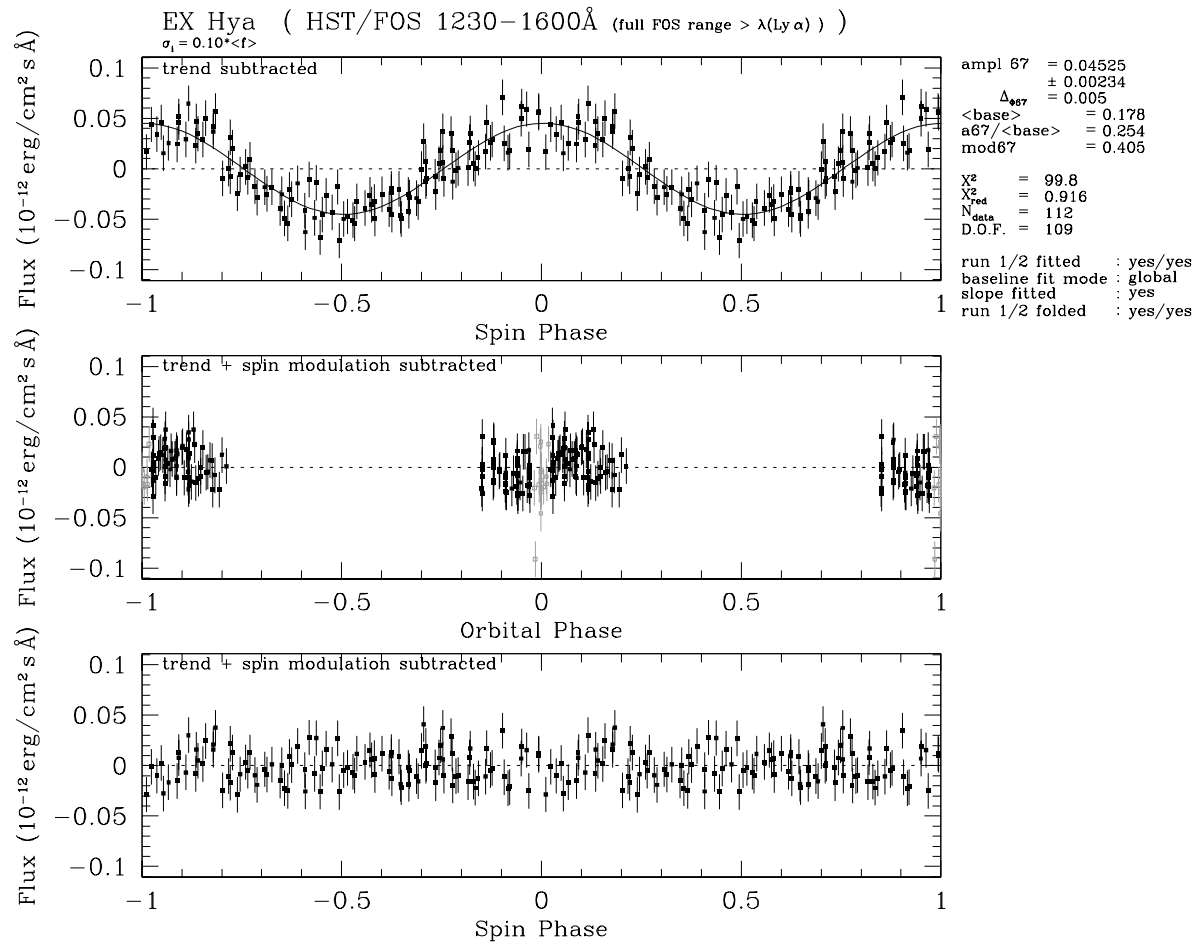 EX Hya ( HST/FOS 1230−1600Å (full FOS range > λ(Ly α) ) )
σᵢ = 0.10*<f>
trend subtracted
Flux (10⁻¹² erg/cm² s Å)
0.1
0.05
0
−0.05
−0.1
−1 −0.5 0 0.5 1
Spin Phase
ampl 67 = 0.04525
± 0.00234
Δ_Φ67 = 0.005
<base> = 0.178
a67/<base> = 0.254
mod67 = 0.405
X² = 99.8
X²_red = 0.916
N_data = 112
D.O.F. = 109
run 1/2 fitted : yes/yes
baseline fit mode : global
slope fitted : yes
run 1/2 folded : yes/yes
trend + spin modulation subtracted
Flux (10⁻¹² erg/cm² s Å)
0.1
0.05
0
−0.05
−0.1
−1 −0.5 0 0.5 1
Orbital Phase
trend + spin modulation subtracted
Flux (10⁻¹² erg/cm² s Å)
0.1
0.05
0
−0.05
−0.1
−1 −0.5 0 0.5 1
Spin Phase